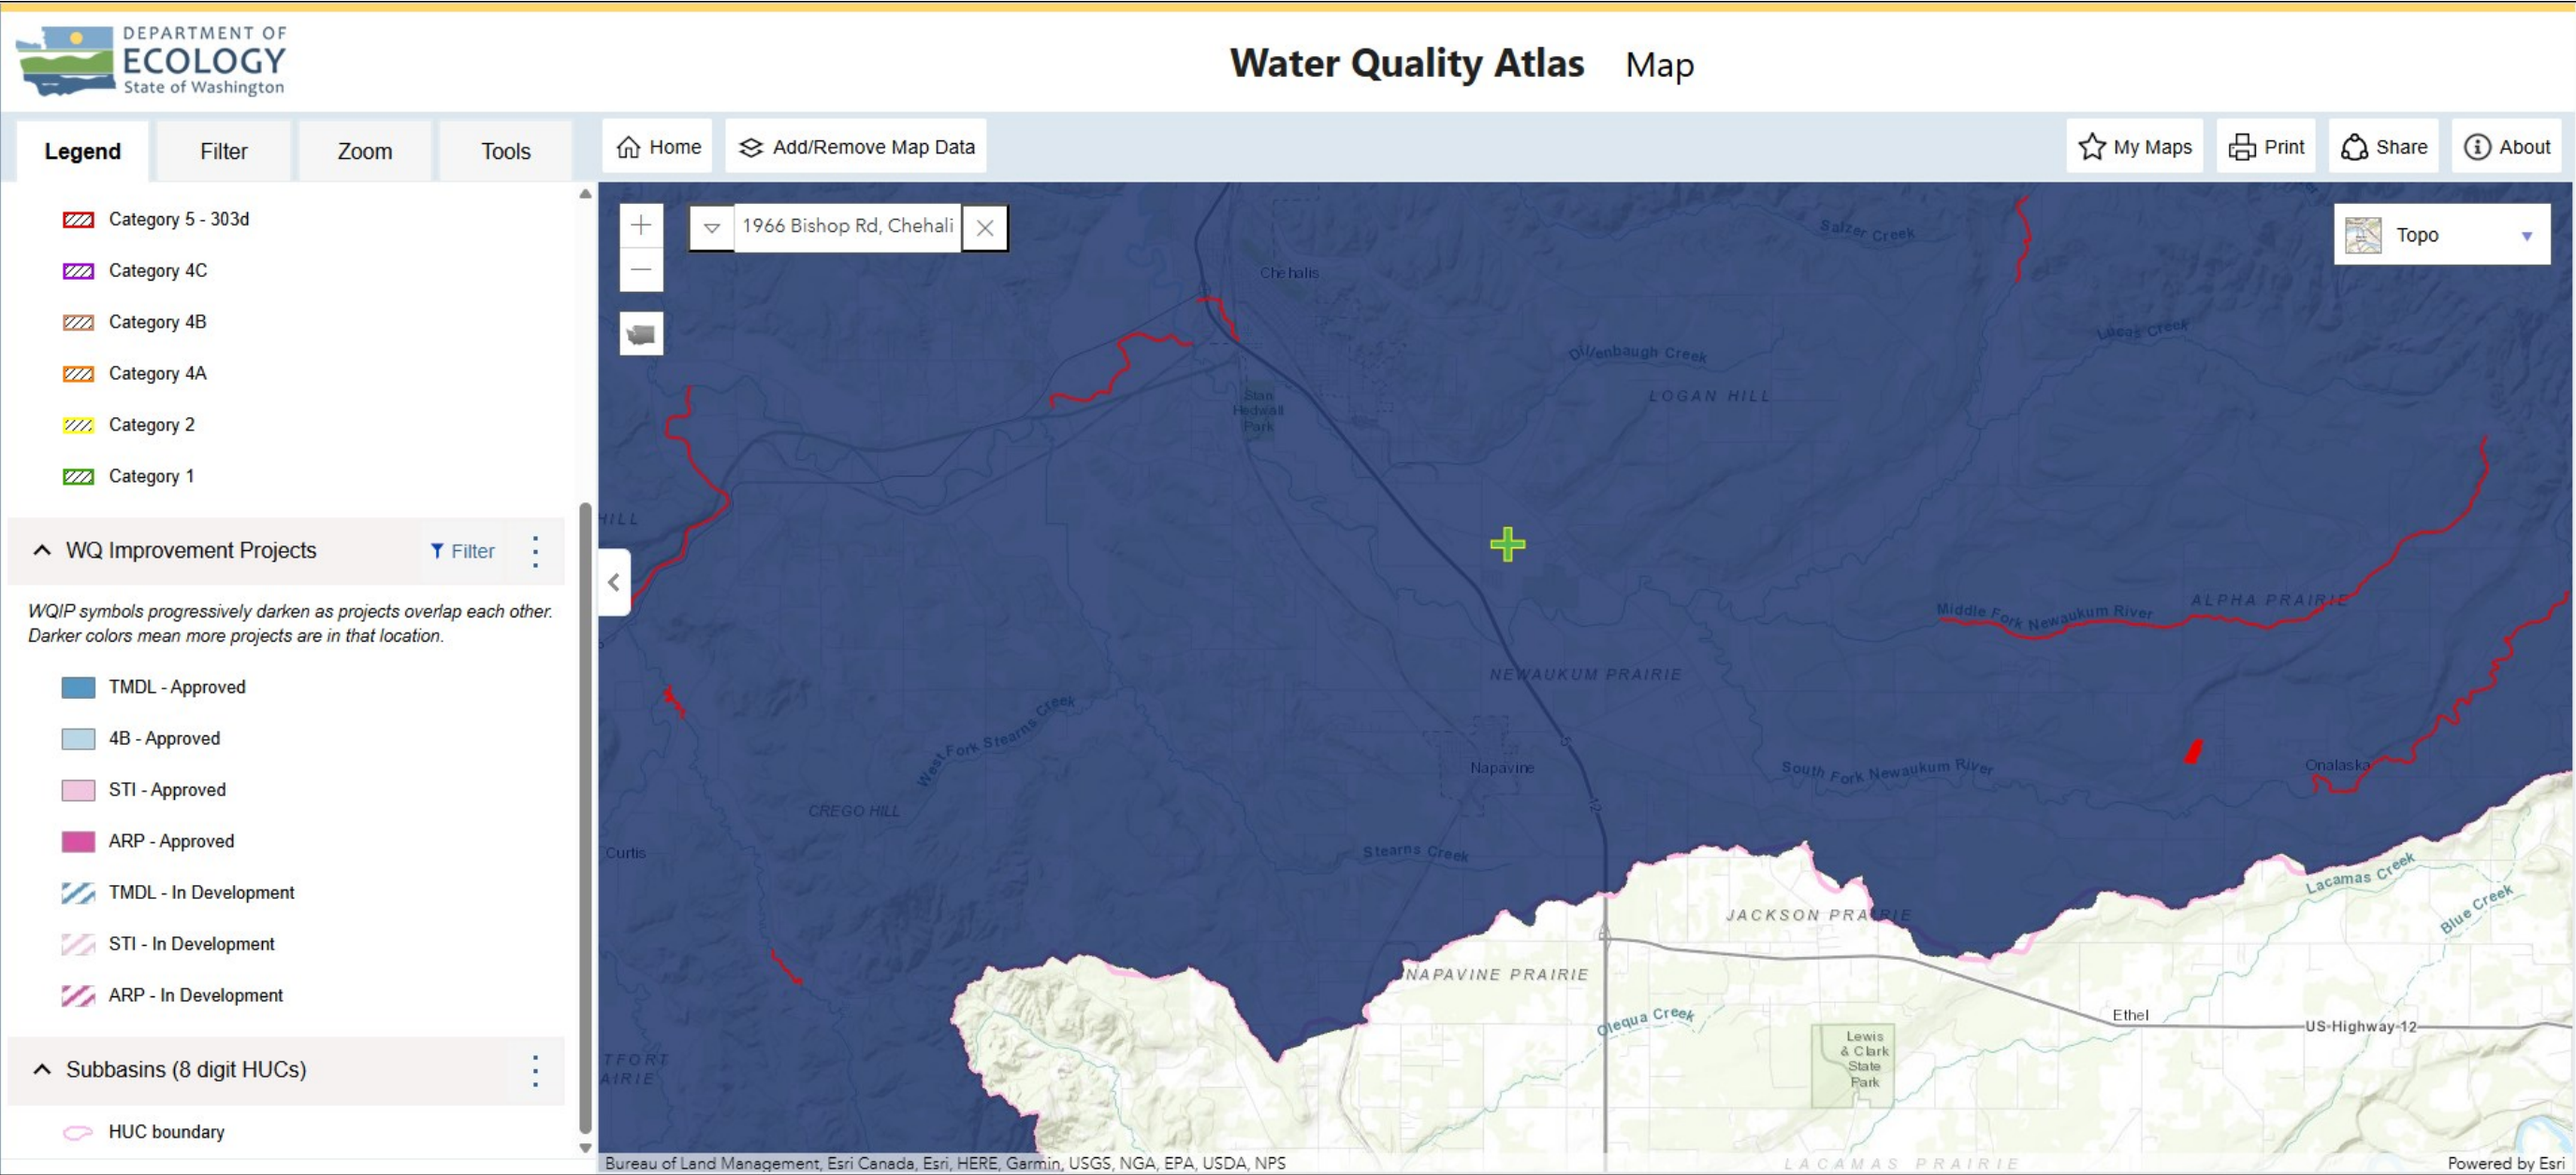 DEPARTMENT OF
ECOLOGY
State of Washington
Water Quality Atlas Map
Legend
Filter
Zoom
Tools
Home
Add/Remove Map Data
My Maps
Print
Share
About
Category 5 - 303d
Category 4C
Category 4B
Category 4A
Category 2
Category 1
WQ Improvement Projects
Filter
WQIP symbols progressively darken as projects overlap each other.
Darker colors mean more projects are in that location.
TMDL - Approved
4B - Approved
STI - Approved
ARP - Approved
TMDL - In Development
STI - In Development
ARP - In Development
Subbasins (8 digit HUCs)
HUC boundary
1966 Bishop Rd, Chehali
Topo
Chehalis
Salzer Creek
Lucas Creek
Dillenbaugh Creek
LOGAN HILL
Stan
Hedwall
Park
HILL
Middle Fork Newaukum River
ALPHA PRAIRIE
NEWAUKUM PRAIRIE
West Fork Stearns Creek
5
Napavine
South Fork Newaukum River
Onalaska
CREGO HILL
12
Curtis
Stearns Creek
Lacamas Creek
Blue Creek
JACKSON PRAIRIE
NAPAVINE PRAIRIE
Olequa Creek
Ethel
US-Highway-12
Lewis
& Clark
State
Park
TFORT
AIRIE
LACAMAS PRAIRIE
Bureau of Land Management, Esri Canada, Esri, HERE, Garmin, USGS, NGA, EPA, USDA, NPS
Powered by Esri